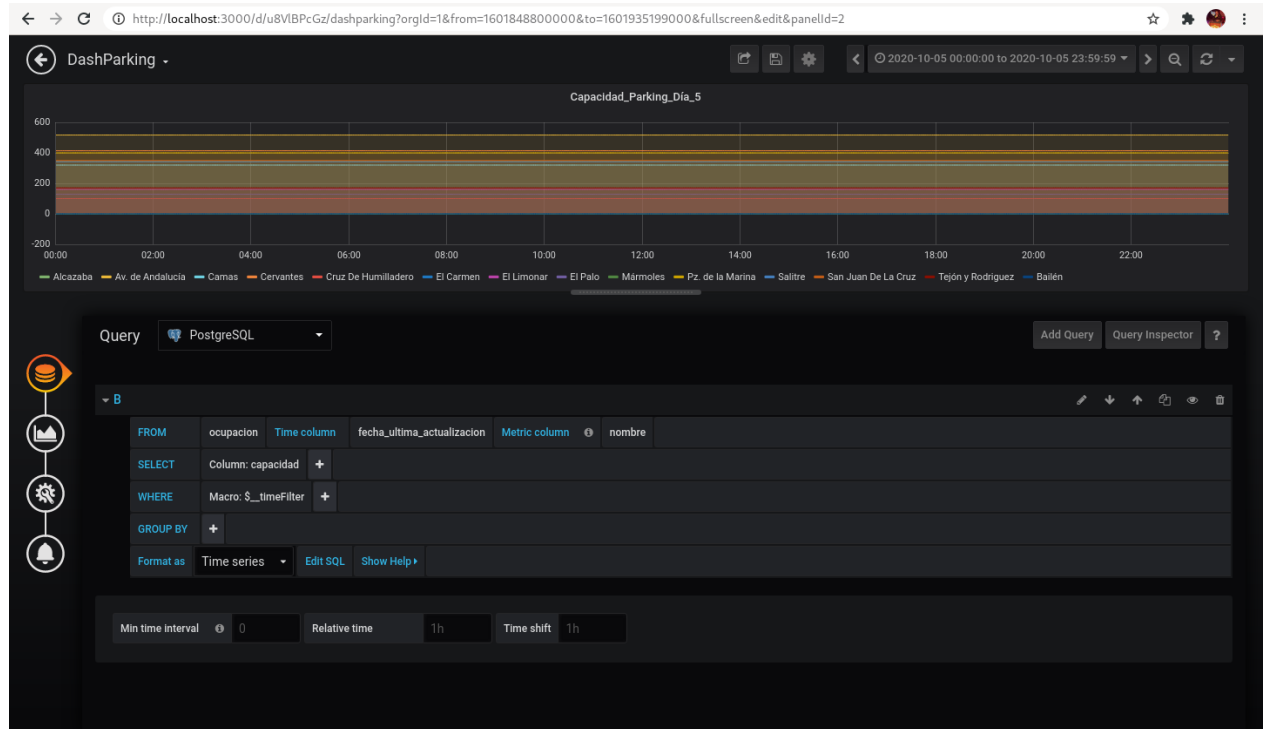 http://localhost:3000/d/u8VlBPcGz/dashparking?orgId=1&from=1601848800000&to=1601935199000&fullscreen&edit&panelId=2
DashParking
2020-10-05 00:00:00 to 2020-10-05 23:59:59
Capacidad_Parking_Día_5
600
400
200
0
-200
00:00 02:00 04:00 06:00 08:00 10:00 12:00 14:00 16:00 18:00 20:00 22:00
Alcazaba Av. de Andalucía Camas Cervantes Cruz De Humilladero El Carmen El Limonar El Palo Mármoles Pz. de la Marina Salitre San Juan De La Cruz Tejón y Rodriguez Bailén
Query PostgreSQL Add Query Query Inspector ?
B
FROM ocupacion Time column fecha_ultima_actualizacion Metric column nombre
SELECT Column: capacidad +
WHERE Macro: $__timeFilter +
GROUP BY +
Format as Time series Edit SQL Show Help
Min time interval 0 Relative time 1h Time shift 1h